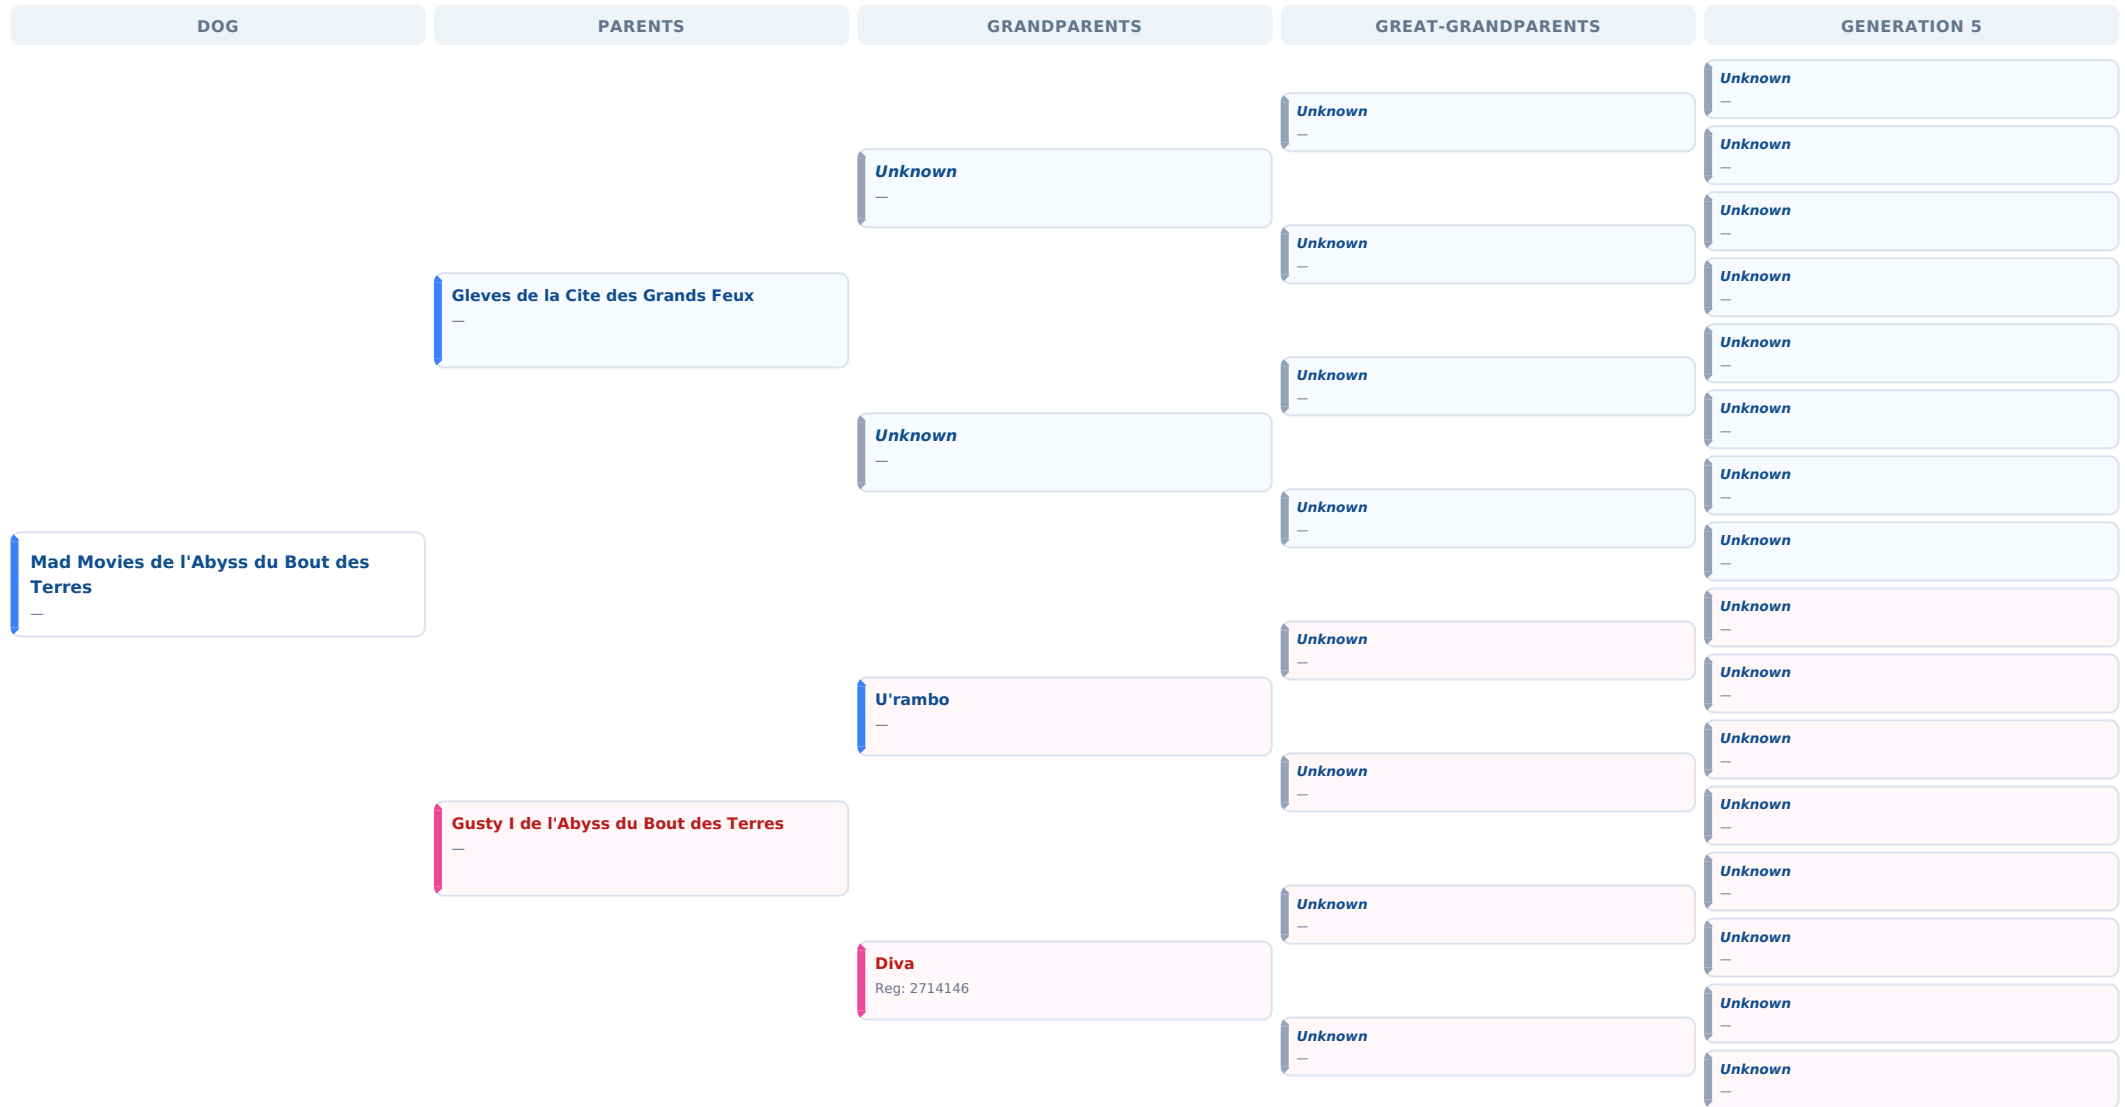 DOG
PARENTS
GRANDPARENTS
GREAT-GRANDPARENTS
GENERATION 5
Mad Movies de l'Abyss du Bout des
Terres
—
Gleves de la Cite des Grands Feux
—
Gusty I de l'Abyss du Bout des Terres
—
Unknown
—
Unknown
—
U'rambo
—
Diva
Reg: 2714146
Unknown
—
Unknown
—
Unknown
—
Unknown
—
Unknown
—
Unknown
—
Unknown
—
Unknown
—
Unknown
—
Unknown
—
Unknown
—
Unknown
—
Unknown
—
Unknown
—
Unknown
—
Unknown
—
Unknown
—
Unknown
—
Unknown
—
Unknown
—
Unknown
—
Unknown
—
Unknown
—
Unknown
—